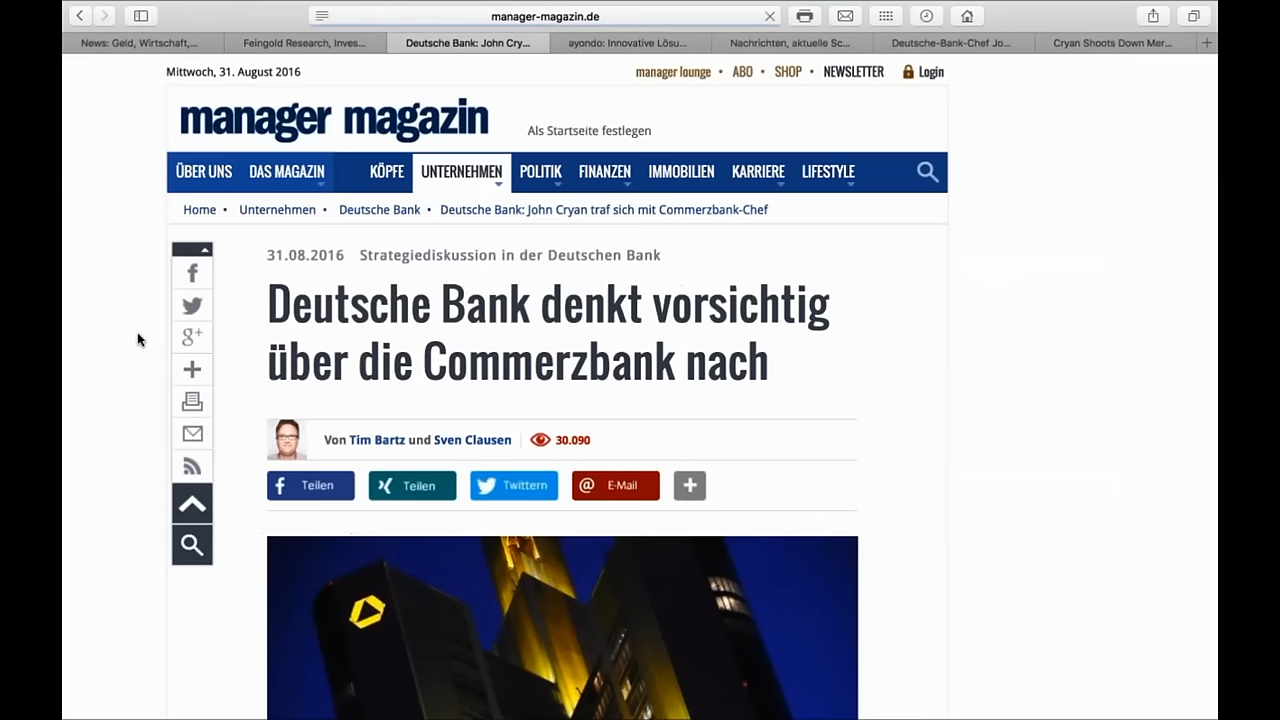 manager-magazin.de
News: Geld, Wirtschaft,...
Feingold Research, Inves...
Deutsche Bank: John Cry...
ayondo: Innovative Lösu...
Nachrichten, aktuelle Sc...
Deutsche-Bank-Chef Jo...
Cryan Shoots Down Mer...
Mittwoch, 31. August 2016
manager lounge • ABO • SHOP • NEWSLETTER Login
manager magazin
Als Startseite festlegen
ÜBER UNS DAS MAGAZIN KÖPFE UNTERNEHMEN POLITIK FINANZEN IMMOBILIEN KARRIERE LIFESTYLE
Home • Unternehmen • Deutsche Bank • Deutsche Bank: John Cryan traf sich mit Commerzbank-Chef
31.08.2016 Strategiediskussion in der Deutschen Bank
Deutsche Bank denkt vorsichtig
über die Commerzbank nach
Von Tim Bartz und Sven Clausen 30.090
Teilen Teilen Twittern E-Mail
g+